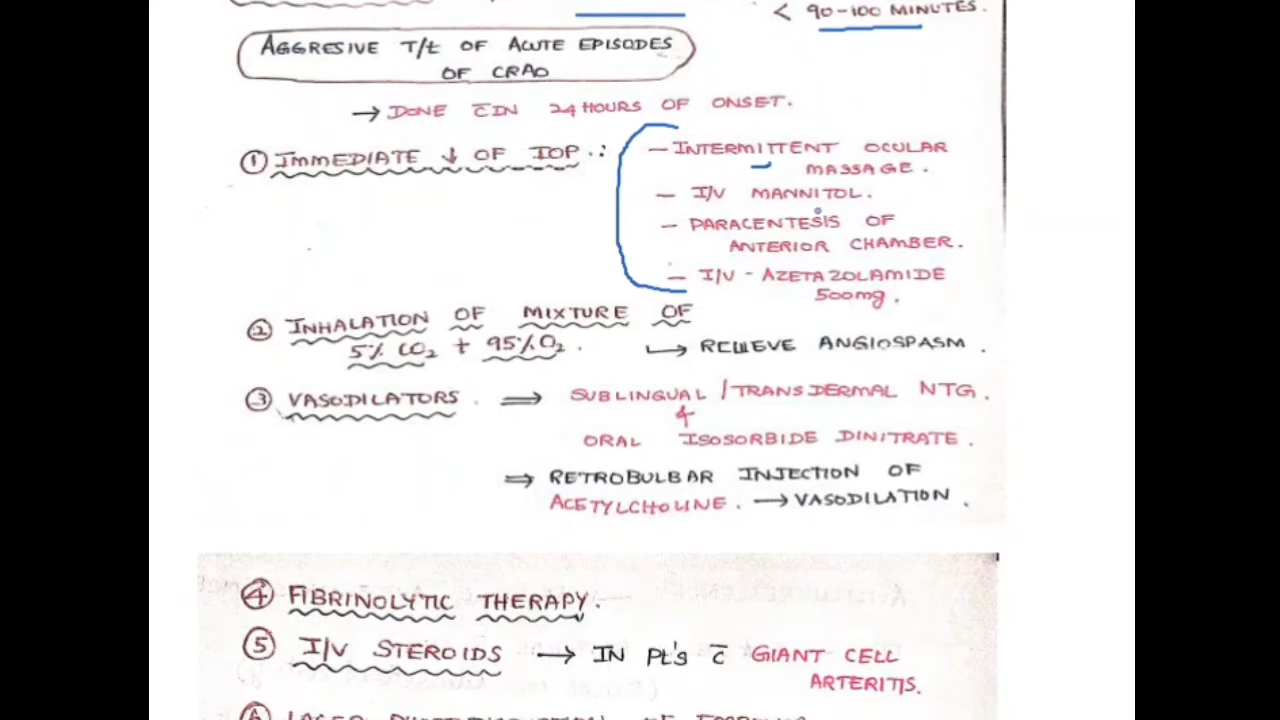 < 90-100 MINUTES.
AGGRESIVE T/t OF ACUTE EPISODES
OF CRAO
→ DONE C̄IN 24 HOURS OF ONSET.
① IMMEDIATE ↓ OF IOP.: — INTERMITTENT OCULAR
MASSAGE.
— I/V MANNITOL.
— PARACENTESIS OF
ANTERIOR CHAMBER.
— I/V - AZETAZOLAMIDE
500mg.
② INHALATION OF MIXTURE OF
5% CO₂ + 95% O₂. ↳ RELIEVE ANGIOSPASM.
③ VASODILATORS. ⇒ SUBLINGUAL / TRANSDERMAL NTG.
&
ORAL ISOSORBIDE DINITRATE.
⇒ RETROBULBAR INJECTION OF
ACETYLCHOLINE. → VASODILATION.
④ FIBRINOLYTIC THERAPY.
⑤ I/V STEROIDS → IN Pt's c̄ GIANT CELL
ARTERITIS.